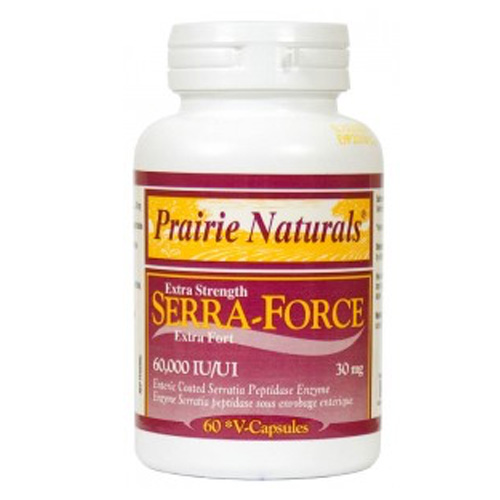 Prairie Naturals®
Extra Strength
SERRA-FORCE
Extra Fort
60,000 IU/UI 30 mg
Enteric Coated Serratia Peptidase Enzyme
Enzyme Serratia peptidase sous enrobage enterique
60 *V-Capsules